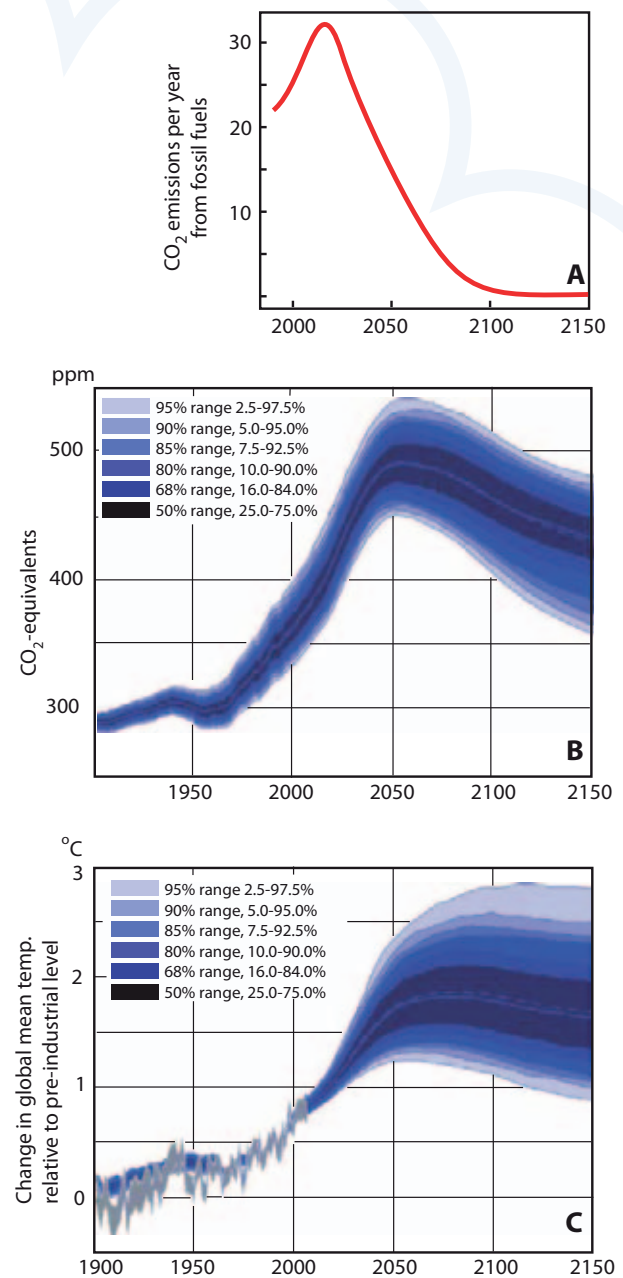 30
20
10
CO2 emissions per year
from fossil fuels
A
2000 2050 2100 2150
ppm
95% range 2.5-97.5%
90% range, 5.0-95.0%
85% range, 7.5-92.5%
80% range, 10.0-90.0%
68% range, 16.0-84.0%
50% range, 25.0-75.0%
500
400
300
CO2-equivalents
B
1950 2000 2050 2100 2150
°C
95% range 2.5-97.5%
90% range, 5.0-95.0%
85% range, 7.5-92.5%
80% range, 10.0-90.0%
68% range, 16.0-84.0%
50% range, 25.0-75.0%
3
2
1
0
Change in global mean temp.
relative to pre-industrial level
C
1900 1950 2000 2050 2100 2150